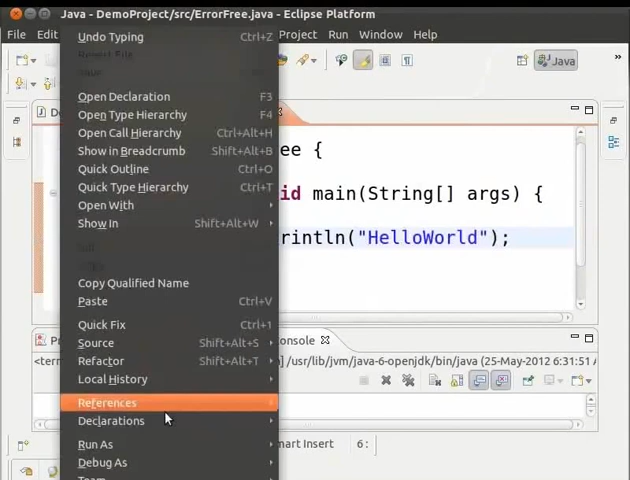 Java - DemoProject/src/ErrorFree.java - Eclipse Platform
File Edit Project Run Window Help
Undo Typing Ctrl+Z
Revert File
Save
Java »
Open Declaration F3
Open Type Hierarchy F4
Open Call Hierarchy Ctrl+Alt+H
Show in Breadcrumb Shift+Alt+B
Quick Outline Ctrl+O
Quick Type Hierarchy Ctrl+T
Open With
Show In Shift+Alt+W
Copy Qualified Name
Paste Ctrl+V
Quick Fix Ctrl+1
Source Shift+Alt+S
Refactor Shift+Alt+T
Local History
References
Declarations
Run As
Debug As
Team
ee {
id main(String[] args) {
rintln("HelloWorld");
onsole
<terr /usr/lib/jvm/java-6-openjdk/bin/java (25-May-2012 6:31:51
mart Insert 6: